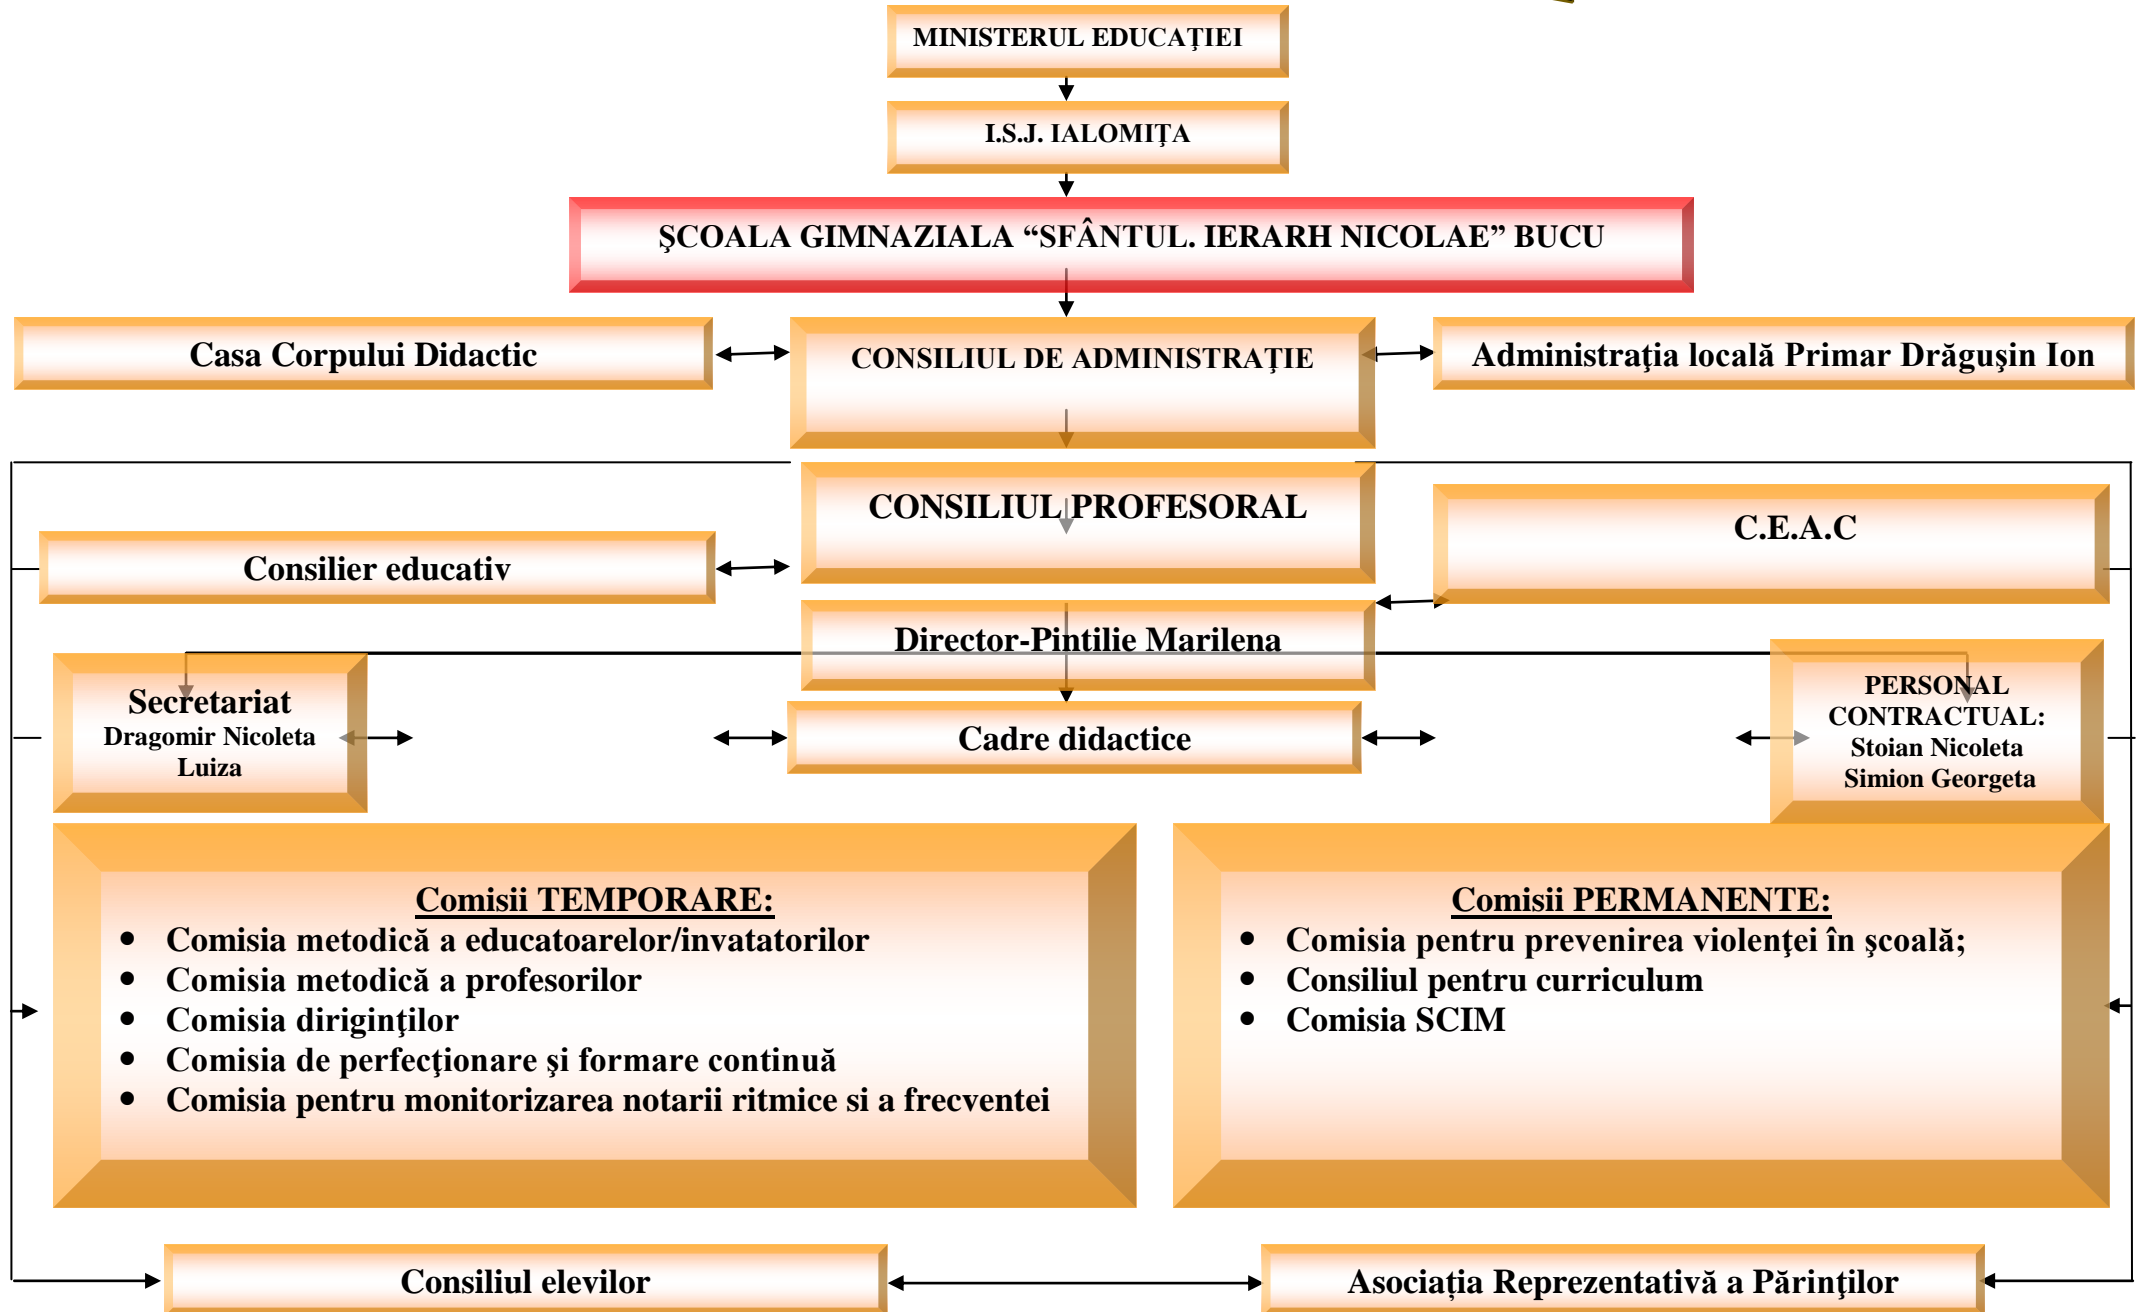 MINISTERUL EDUCAŢIEI
I.S.J. IALOMIŢA
ŞCOALA GIMNAZIALA “SFÂNTUL. IERARH NICOLAE” BUCU
Casa Corpului Didactic
CONSILIUL DE ADMINISTRAŢIE
Administraţia locală Primar Drăguşin Ion
CONSILIUL PROFESORAL
C.E.A.C
Consilier educativ
Director-Pintilie Marilena
Secretariat
Dragomir Nicoleta
Luiza
Cadre didactice
PERSONAL
CONTRACTUAL:
Stoian Nicoleta
Simion Georgeta
Comisii TEMPORARE:
• Comisia metodică a educatoarelor/invatatorilor
• Comisia metodică a profesorilor
• Comisia diriginţilor
• Comisia de perfecţionare şi formare continuă
• Comisia pentru monitorizarea notarii ritmice si a frecventei
Comisii PERMANENTE:
• Comisia pentru prevenirea violenţei în şcoală;
• Consiliul pentru curriculum
• Comisia SCIM
Consiliul elevilor
Asociația Reprezentativă a Părinţilor